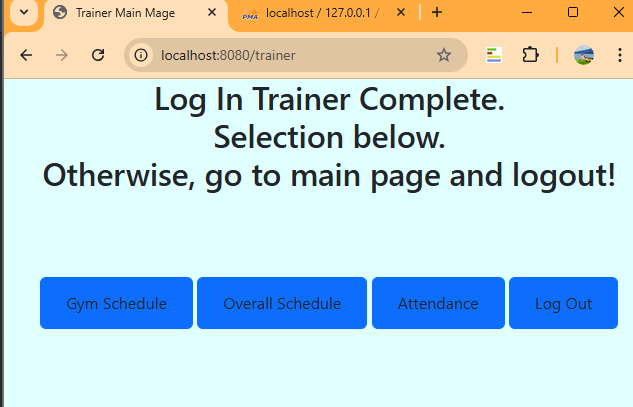 Trainer Main Mage
PMA
localhost / 127.0.0.1 /
localhost:8080/trainer
Log In Trainer Complete.
Selection below.
Otherwise, go to main page and logout!
Gym Schedule
Overall Schedule
Attendance
Log Out